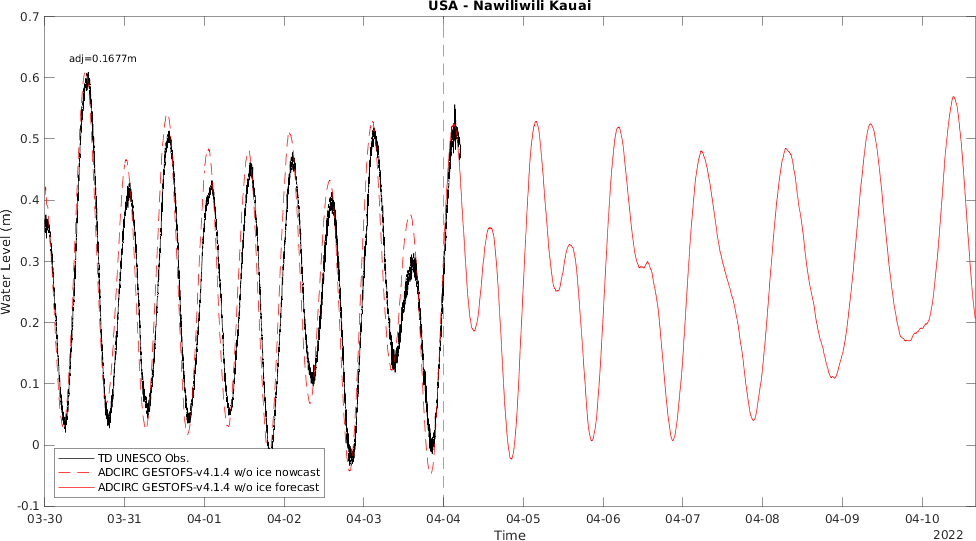 USA - Nawiliwili Kauai
0.7
adj=0.1677m
0.6
0.5
0.4
0.3
0.2
0.1
0
-0.1
Water Level (m)
TD UNESCO Obs.
ADCIRC GESTOFS-v4.1.4 w/o ice nowcast
ADCIRC GESTOFS-v4.1.4 w/o ice forecast
03-30 03-31 04-01 04-02 04-03 04-04 04-05 04-06 04-07 04-08 04-09 04-10
Time
2022